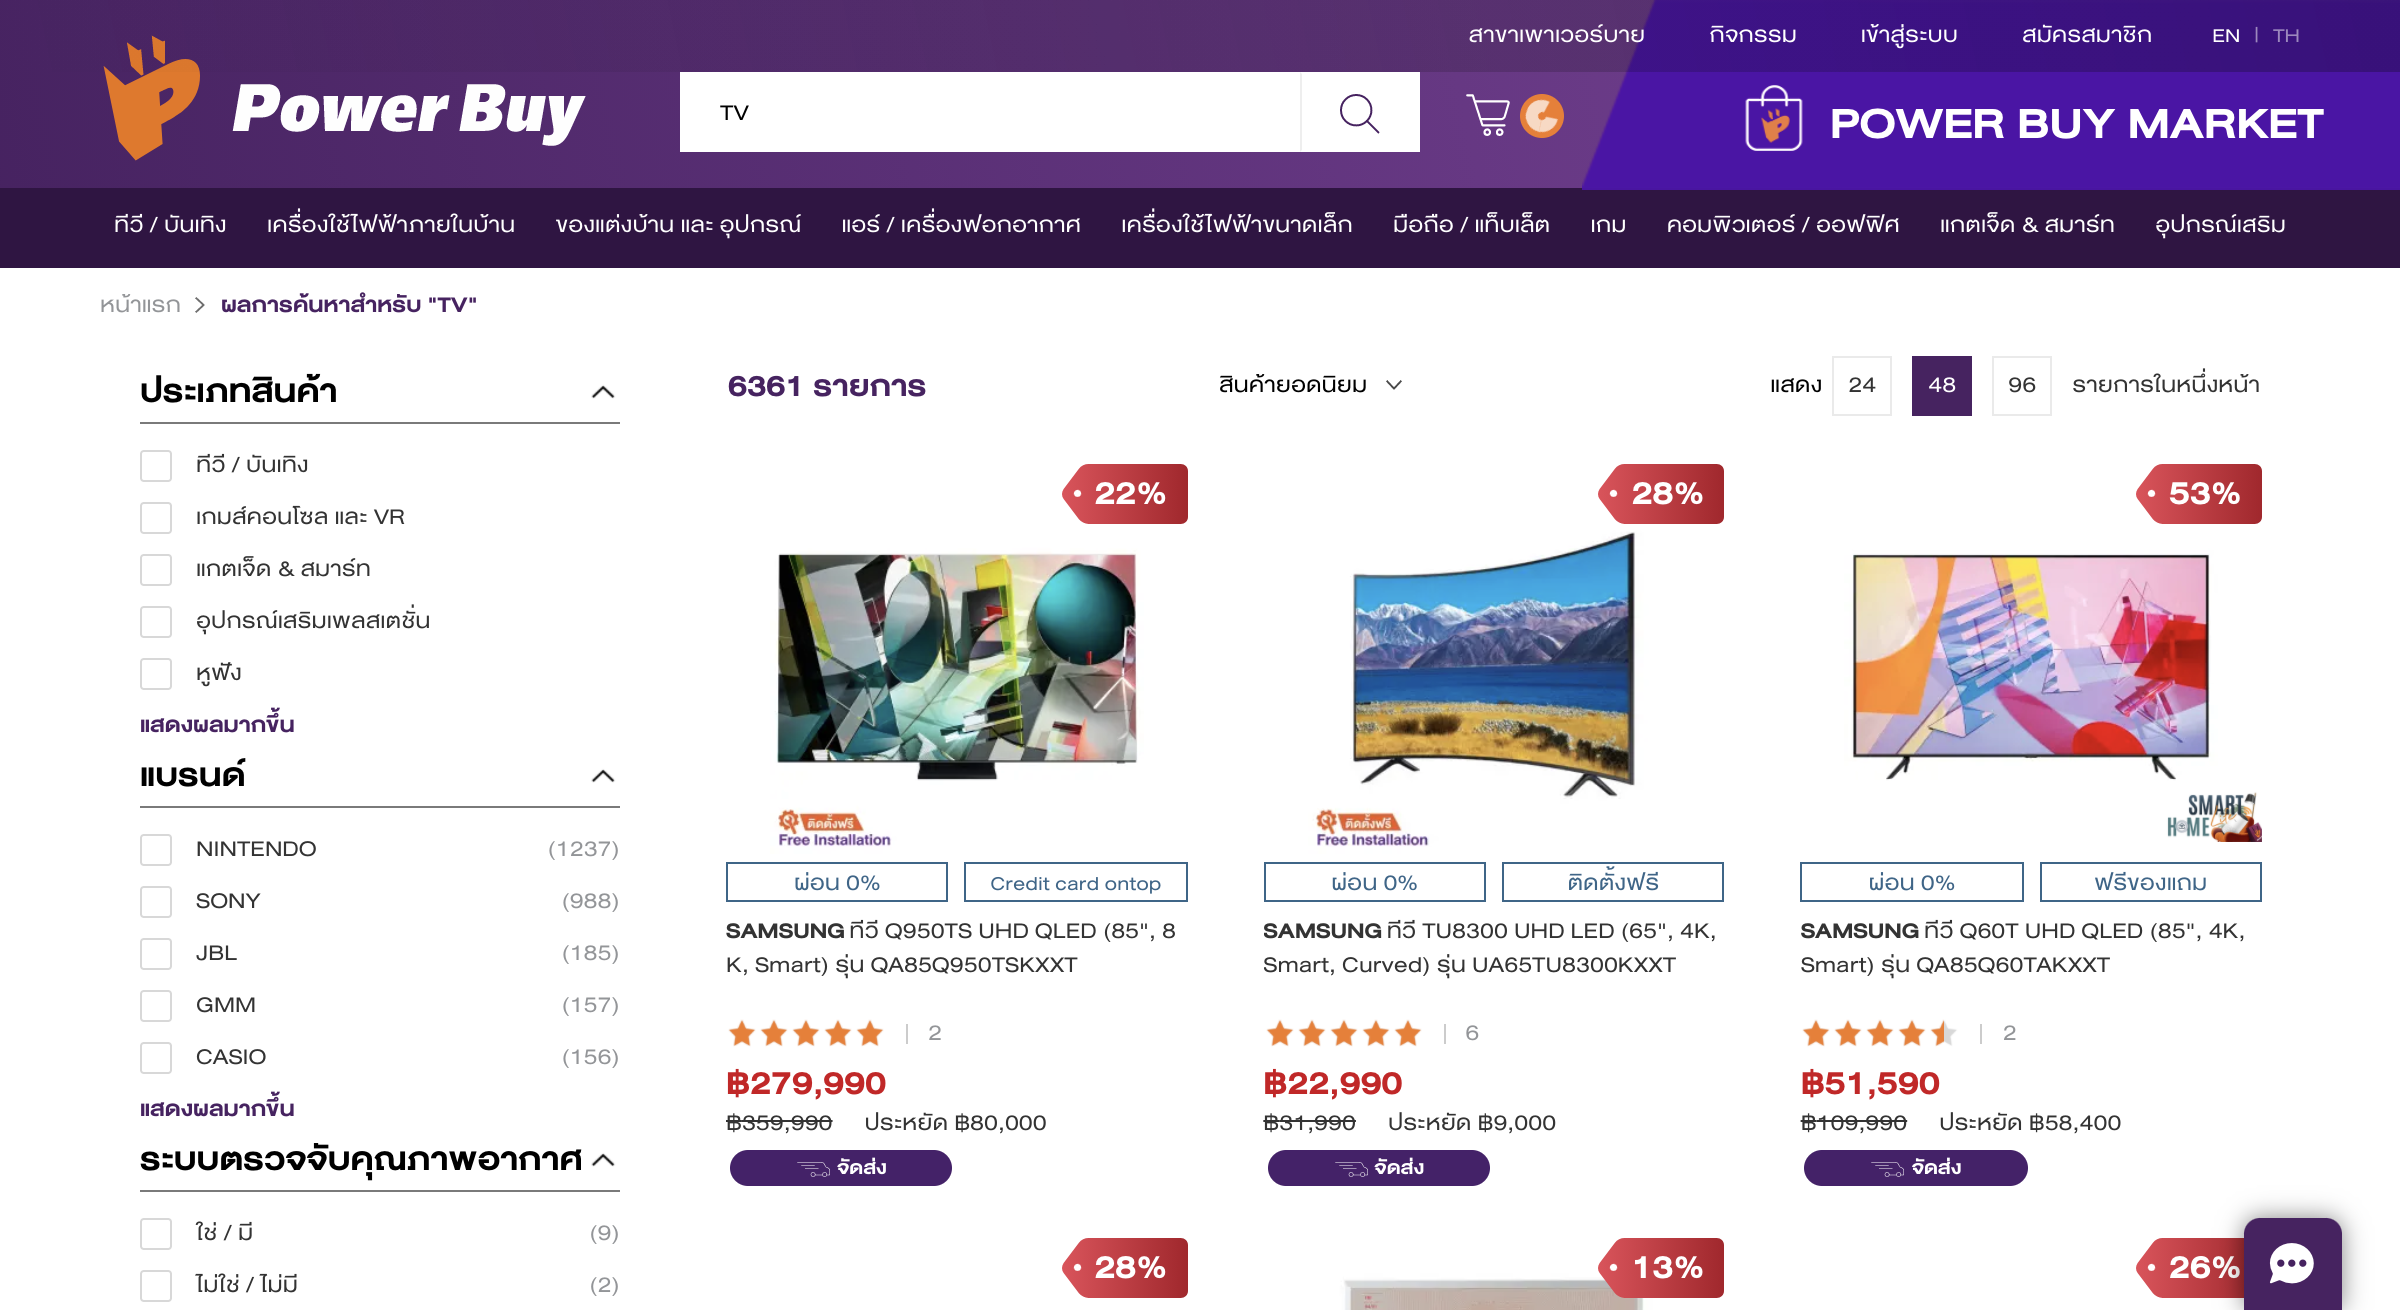 สาขาเพาเวอร์บาย กิจกรรม เข้าสู่ระบบ สมัครสมาชิก EN | TH
Power Buy
TV
POWER BUY MARKET
ทีวี / บันเทิง เครื่องใช้ไฟฟ้าภายในบ้าน ของแต่งบ้าน และ อุปกรณ์ แอร์ / เครื่องฟอกอากาศ เครื่องใช้ไฟฟ้าขนาดเล็ก มือถือ / แท็บเล็ต เกม คอมพิวเตอร์ / ออฟฟิศ แกตเจ็ด & สมาร์ท อุปกรณ์เสริม
หน้าแรก > ผลการค้นหาสำหรับ "TV"
ประเภทสินค้า
ทีวี / บันเทิง
เกมส์คอนโซล และ VR
แกตเจ็ด & สมาร์ท
อุปกรณ์เสริมเพลสเตชั่น
หูฟัง
แสดงผลมากขึ้น
แบรนด์
NINTENDO (1237)
SONY (988)
JBL (185)
GMM (157)
CASIO (156)
แสดงผลมากขึ้น
ระบบตรวจจับคุณภาพอากาศ
ใช่ / มี (9)
ไม่ใช่ / ไม่มี (2)
6361 รายการ
สินค้ายอดนิยม
แสดง 24 48 96 รายการในหนึ่งหน้า
22%
ติดตั้งฟรี
Free Installation
ผ่อน 0% Credit card ontop
SAMSUNG ทีวี Q950TS UHD QLED (85", 8
K, Smart) รุ่น QA85Q950TSKXXT
2
฿279,990
฿359,990 ประหยัด ฿80,000
จัดส่ง
28%
ติดตั้งฟรี
Free Installation
ผ่อน 0% ติดตั้งฟรี
SAMSUNG ทีวี TU8300 UHD LED (65", 4K,
Smart, Curved) รุ่น UA65TU8300KXXT
6
฿22,990
฿31,990 ประหยัด ฿9,000
จัดส่ง
53%
SMART
HOME
ผ่อน 0% ฟรีของแถม
SAMSUNG ทีวี Q60T UHD QLED (85", 4K,
Smart) รุ่น QA85Q60TAKXXT
2
฿51,590
฿109,990 ประหยัด ฿58,400
จัดส่ง
28%
13%
26%